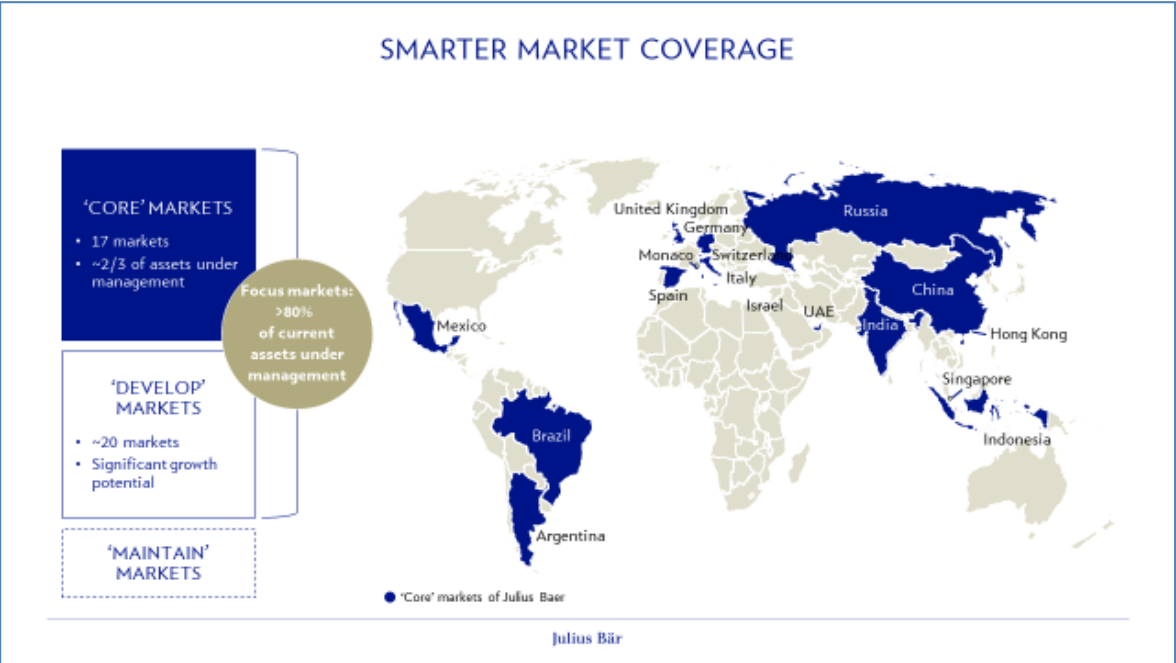 SMARTER MARKET COVERAGE
‘CORE’ MARKETS
• 17 markets
• ~2/3 of assets under
management
Focus markets:
>80%
of current
assets under
management
‘DEVELOP’
MARKETS
• ~20 markets
• Significant growth
potential
‘MAINTAIN’
MARKETS
United Kingdom
Russia
Germany
Monaco
Switzerland
Italy
Spain
Israel
UAE
China
India
Hong Kong
Mexico
Singapore
Brazil
Indonesia
Argentina
‘Core’ markets of Julius Baer
Julius Bär